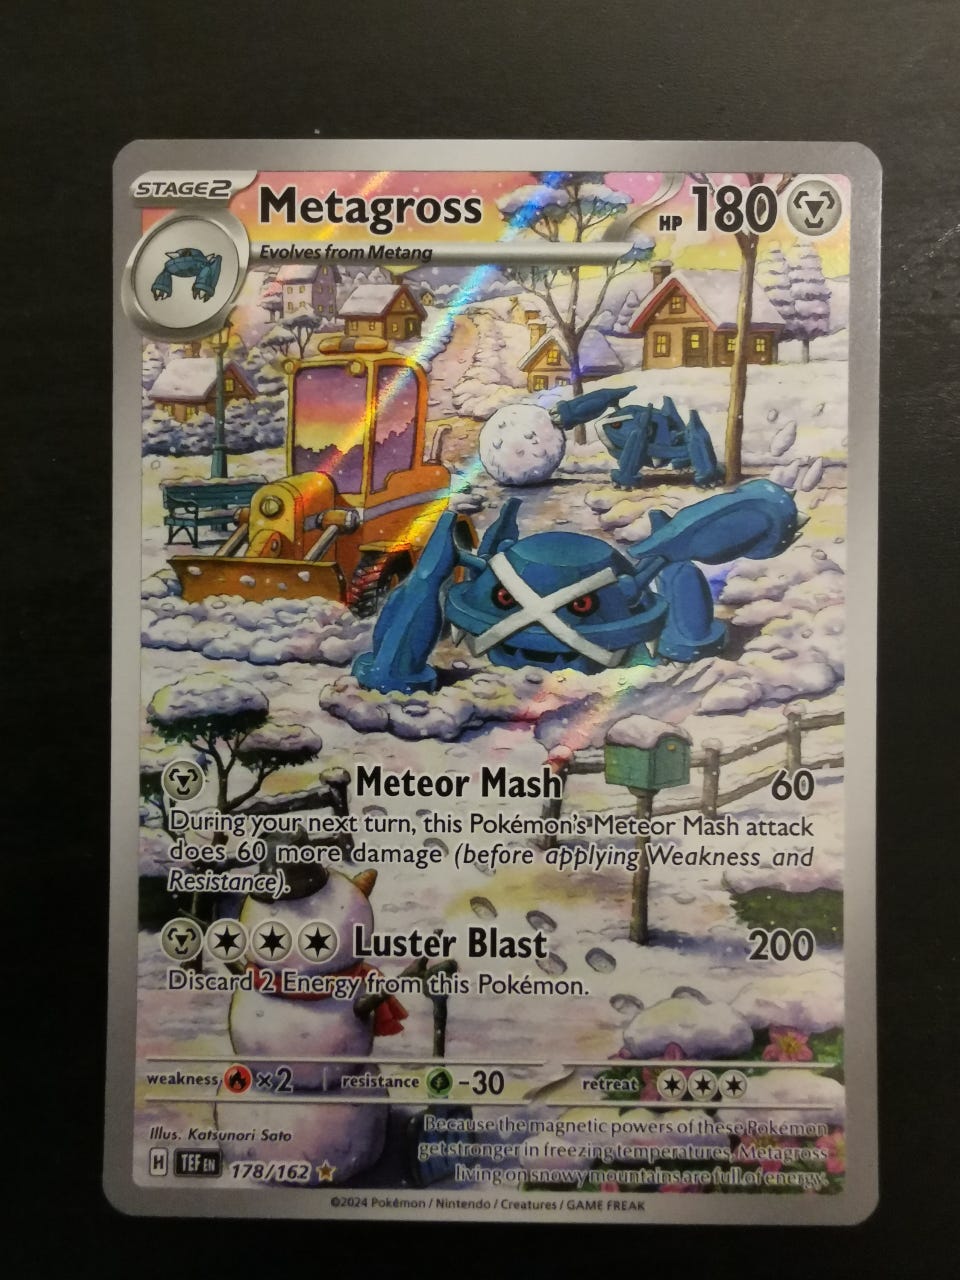 STAGE2
Metagross
HP 180
Evolves from Metang
Meteor Mash 60
During your next turn, this Pokémon's Meteor Mash attack
does 60 more damage (before applying Weakness and
Resistance).
Luster Blast 200
Discard 2 Energy from this Pokémon.
weakness ×2 resistance -30 retreat
Illus. Katsunori Sato
Because the magnetic powers of these Pokémon
get stronger in freezing temperatures, Metagross
living on snowy mountains are full of energy.
H TEF EN 178/162
©2024 Pokémon / Nintendo / Creatures / GAME FREAK